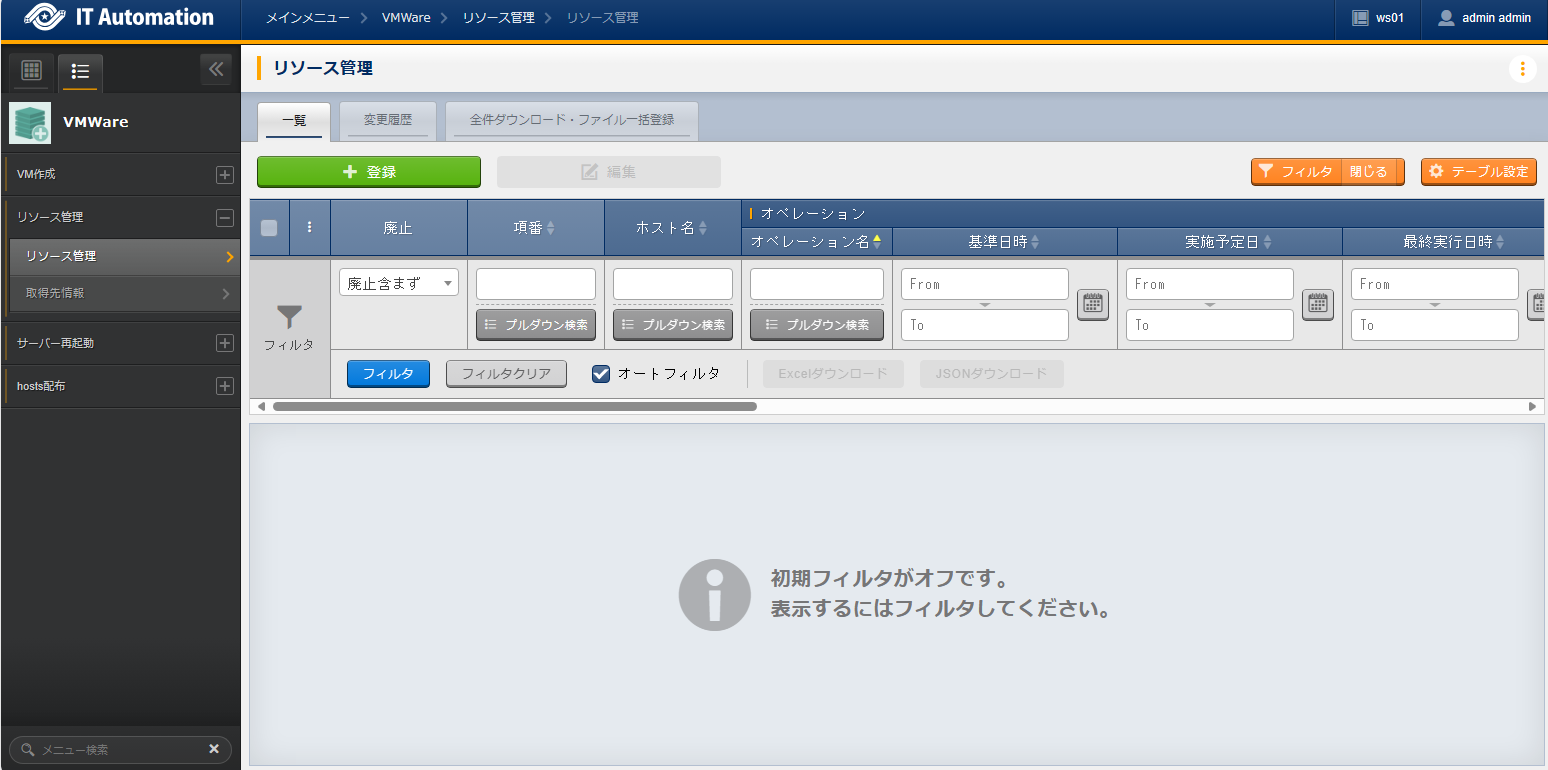 IT Automation
メインメニュー VMWare リソース管理 リソース管理
ws01
admin admin
VMWare
VM作成
リソース管理
リソース管理
取得先情報
サーバー再起動
hosts配布
メニュー検索
リソース管理
一覧 変更履歴 全件ダウンロード・ファイル一括登録
登録 編集 フィルタ 閉じる テーブル設定
廃止 項番 ホスト名 オペレーション
オペレーション名 基準日時 実施予定日 最終実行日時
フィルタ
廃止含まず
From From From
To To To
プルダウン検索 プルダウン検索 プルダウン検索
フィルタ フィルタクリア オートフィルタ Excelダウンロード JSONダウンロード
初期フィルタがオフです。
表示するにはフィルタしてください。